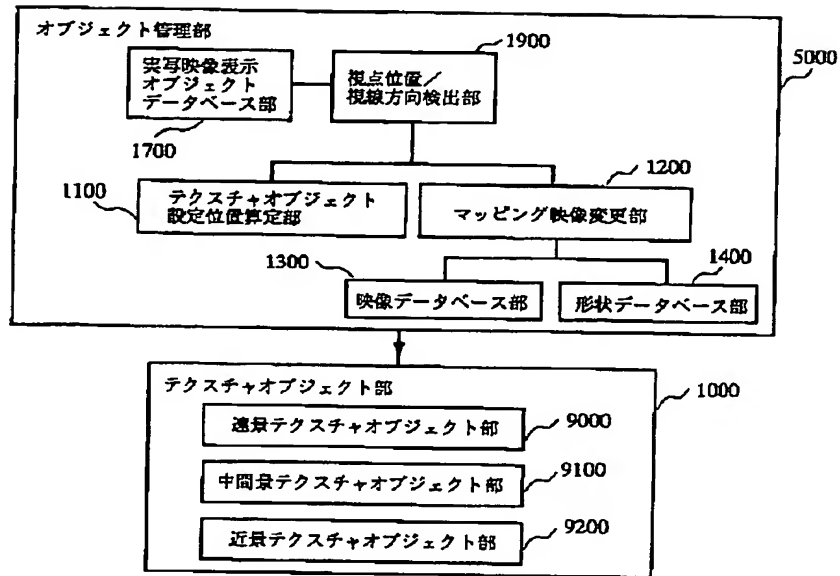 オブジェクト管理部
1900
5000
実写映像表示
オブジェクト
データベース部
視点位置/
視線方向検出部
1700
1200
1100
テクスチャオブジェクト
設定位置算定部
マッピング映像変更部
1300
1400
映像データベース部
形状データベース部
テクスチャオブジェクト部
1000
遠景テクスチャオブジェクト部
9000
中間景テクスチャオブジェクト部
9100
近景テクスチャオブジェクト部
9200